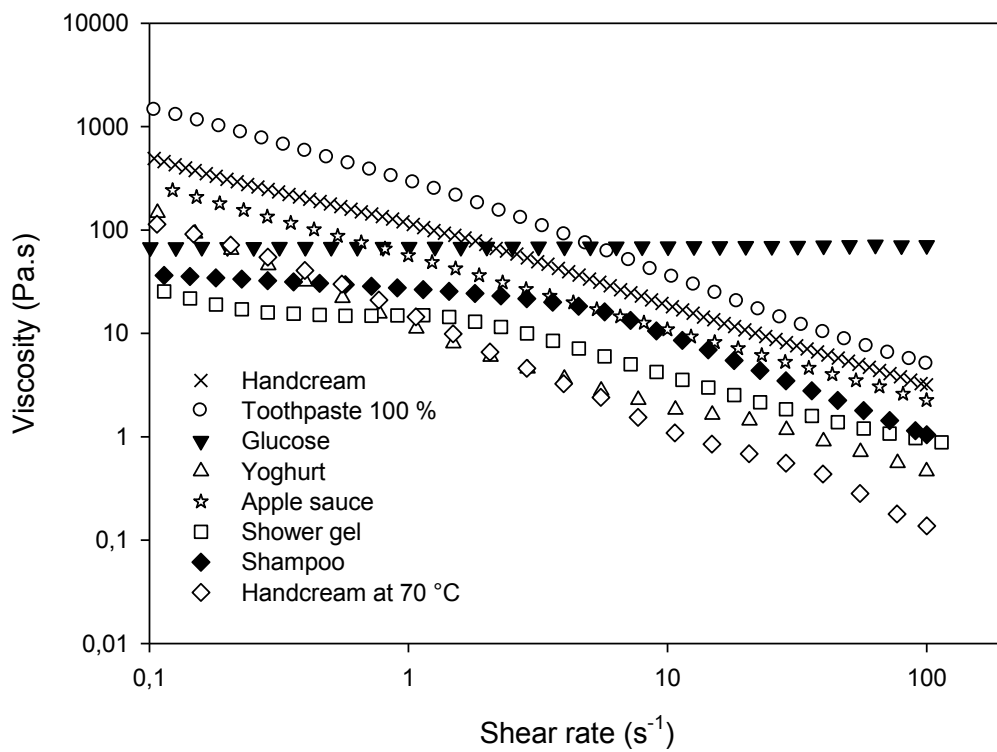 10000
1000
100
10
1
0,1
0,01
Viscosity (Pa.s)
Handcream
Toothpaste 100 %
Glucose
Yoghurt
Apple sauce
Shower gel
Shampoo
Handcream at 70 °C
0,1
1
10
100
Shear rate (s⁻¹)